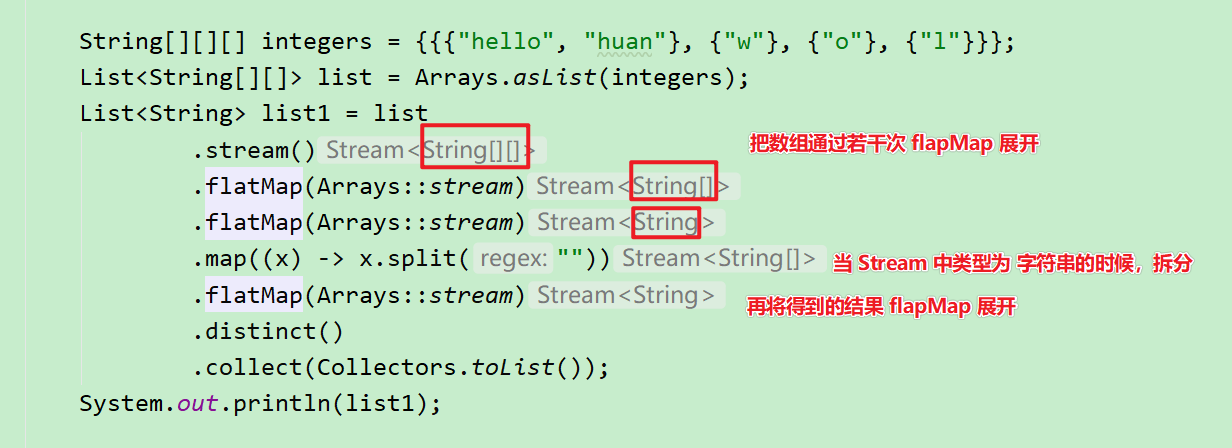 String[][][] integers = {{{"hello", "huan"}, {"w"}, {"o"}, {"l"}}};
List<String[][]> list = Arrays.asList(integers);
List<String> list1 = list
.stream() Stream<String[][]>
把数组通过若干次 flapMap 展开
.flatMap(Arrays::stream) Stream<String[]>
.flatMap(Arrays::stream) Stream<String>
.map((x) -> x.split( regex: "")) Stream<String[]> 当 Stream 中类型为 字符串的时候，拆分
.flatMap(Arrays::stream) Stream<String> 再将得到的结果 flapMap 展开
.distinct()
.collect(Collectors.toList());
System.out.println(list1);